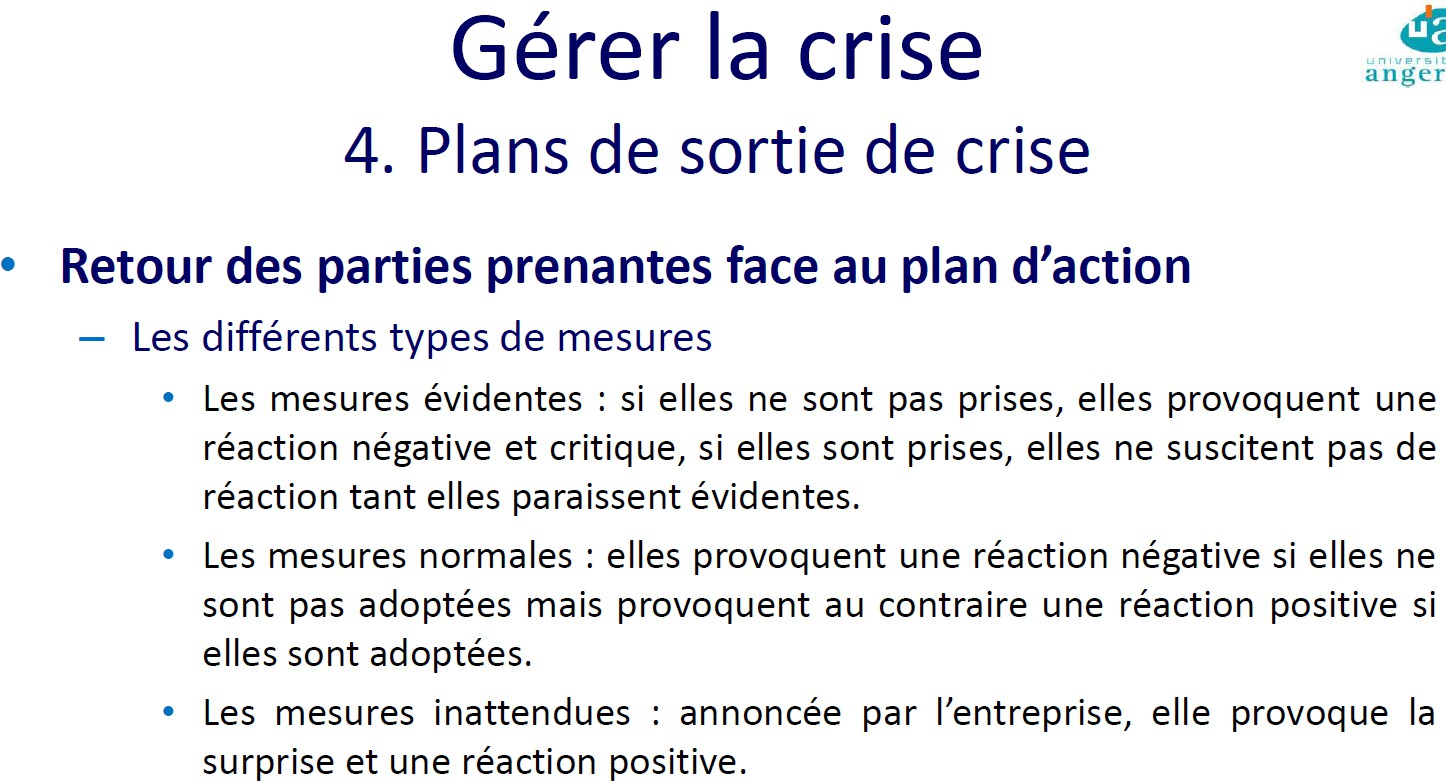 Gérer la crise
4. Plans de sortie de crise
• Retour des parties prenantes face au plan d’action
– Les différents types de mesures
• Les mesures évidentes : si elles ne sont pas prises, elles provoquent une
réaction négative et critique, si elles sont prises, elles ne suscitent pas de
réaction tant elles paraissent évidentes.
• Les mesures normales : elles provoquent une réaction négative si elles ne
sont pas adoptées mais provoquent au contraire une réaction positive si
elles sont adoptées.
• Les mesures inattendues : annoncée par l’entreprise, elle provoque la
surprise et une réaction positive.
ua
universit
anger